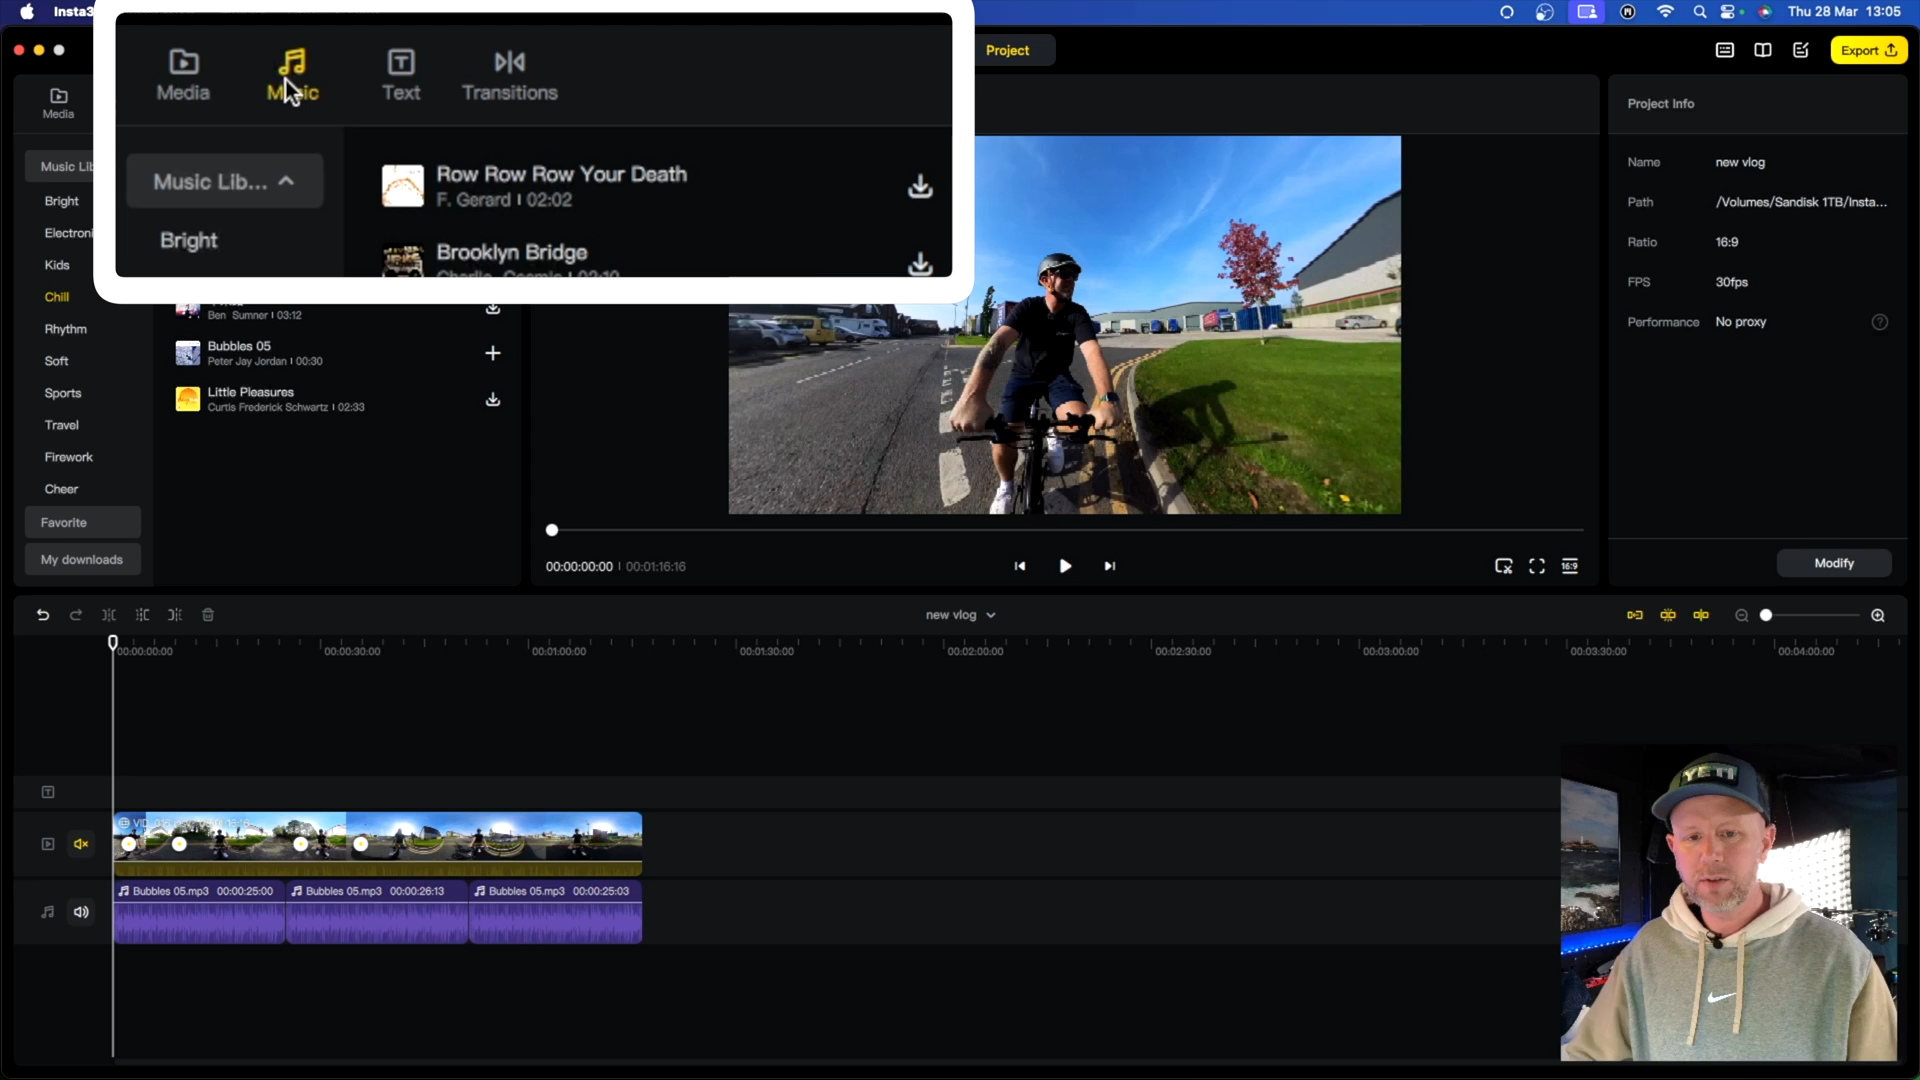 Insta3
Thu 28 Mar 13:05
Media
Music
Text
Transitions
Music Lib...
Bright
Row Row Row Your Death
F. Gerard | 02:02
Brooklyn Bridge
Project
Export
Media
Music Lib
Bright
Electroni
Kids
Chill
Rhythm
Soft
Sports
Travel
Firework
Cheer
Favorite
My downloads
Ben Sumner | 03:12
Bubbles 05
Peter Jay Jordan | 00:30
Little Pleasures
Curtis Frederick Schwartz | 02:33
00:00:00:00 | 00:01:16:16
16:9
Project Info
Name new vlog
Path /Volumes/Sandisk 1TB/Insta...
Ratio 16:9
FPS 30fps
Performance No proxy
Modify
new vlog
00:00:00:00 00:00:30:00 00:01:00:00 00:01:30:00 00:02:00:00 00:02:30:00 00:03:00:00 00:03:30:00 00:04:00:00
Bubbles 05.mp3 00:00:25:00
Bubbles 05.mp3 00:00:26:13
Bubbles 05.mp3 00:00:25:03
YETI